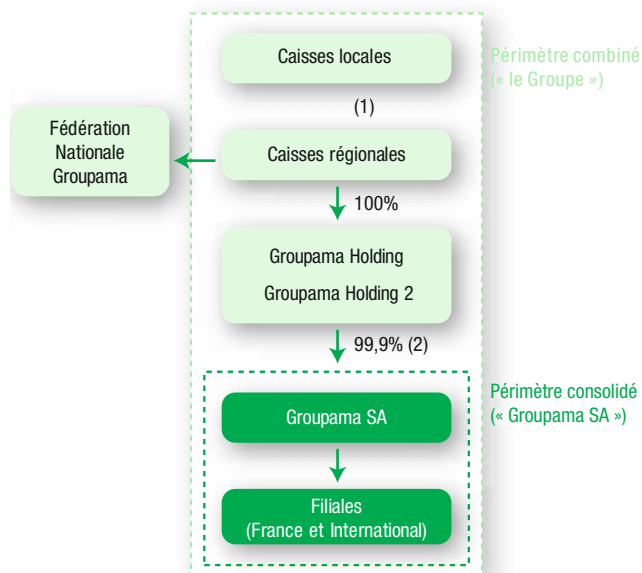 Caisses locales
Périmètre combiné
(« le Groupe »)
(1)
Fédération
Nationale
Groupama
Caisses régionales
100%
Groupama Holding
Groupama Holding 2
99,9% (2)
Périmètre consolidé
(« Groupama SA »)
Groupama SA
Filiales
(France et International)